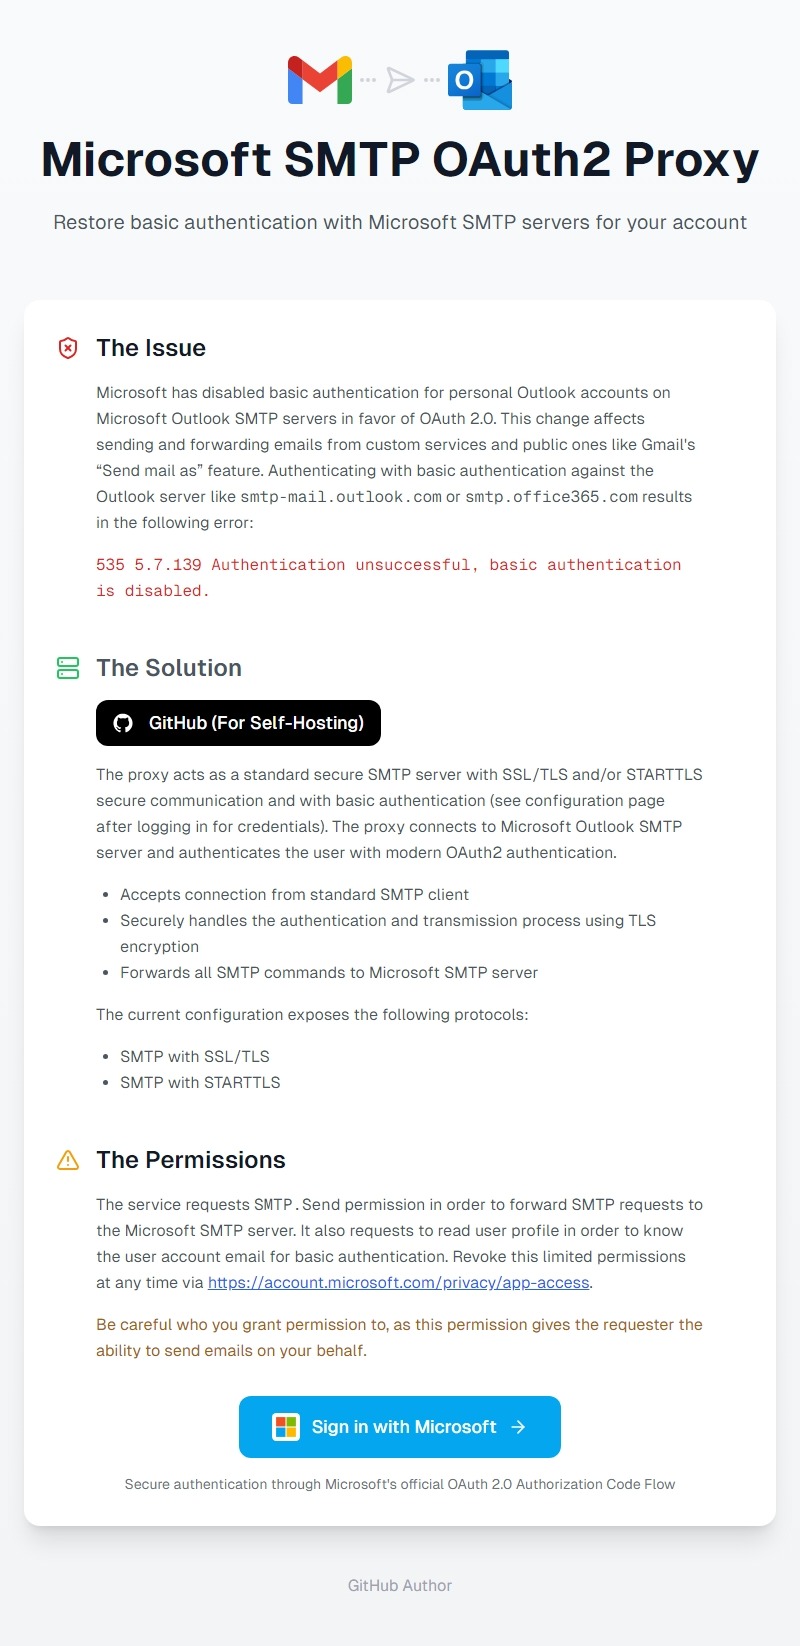 Microsoft SMTP OAuth2 Proxy
Restore basic authentication with Microsoft SMTP servers for your account
The Issue
Microsoft has disabled basic authentication for personal Outlook accounts on
Microsoft Outlook SMTP servers in favor of OAuth 2.0. This change affects
sending and forwarding emails from custom services and public ones like Gmail's
“Send mail as” feature. Authenticating with basic authentication against the
Outlook server like smtp-mail.outlook.com or smtp.office365.com results
in the following error:
535 5.7.139 Authentication unsuccessful, basic authentication
is disabled.
The Solution
GitHub (For Self-Hosting)
The proxy acts as a standard secure SMTP server with SSL/TLS and/or STARTTLS
secure communication and with basic authentication (see configuration page
after logging in for credentials). The proxy connects to Microsoft Outlook SMTP
server and authenticates the user with modern OAuth2 authentication.
• Accepts connection from standard SMTP client
• Securely handles the authentication and transmission process using TLS
encryption
• Forwards all SMTP commands to Microsoft SMTP server
The current configuration exposes the following protocols:
• SMTP with SSL/TLS
• SMTP with STARTTLS
The Permissions
The service requests SMTP.Send permission in order to forward SMTP requests to
the Microsoft SMTP server. It also requests to read user profile in order to know
the user account email for basic authentication. Revoke this limited permissions
at any time via https://account.microsoft.com/privacy/app-access.
Be careful who you grant permission to, as this permission gives the requester the
ability to send emails on your behalf.
Sign in with Microsoft →
Secure authentication through Microsoft's official OAuth 2.0 Authorization Code Flow
GitHub Author